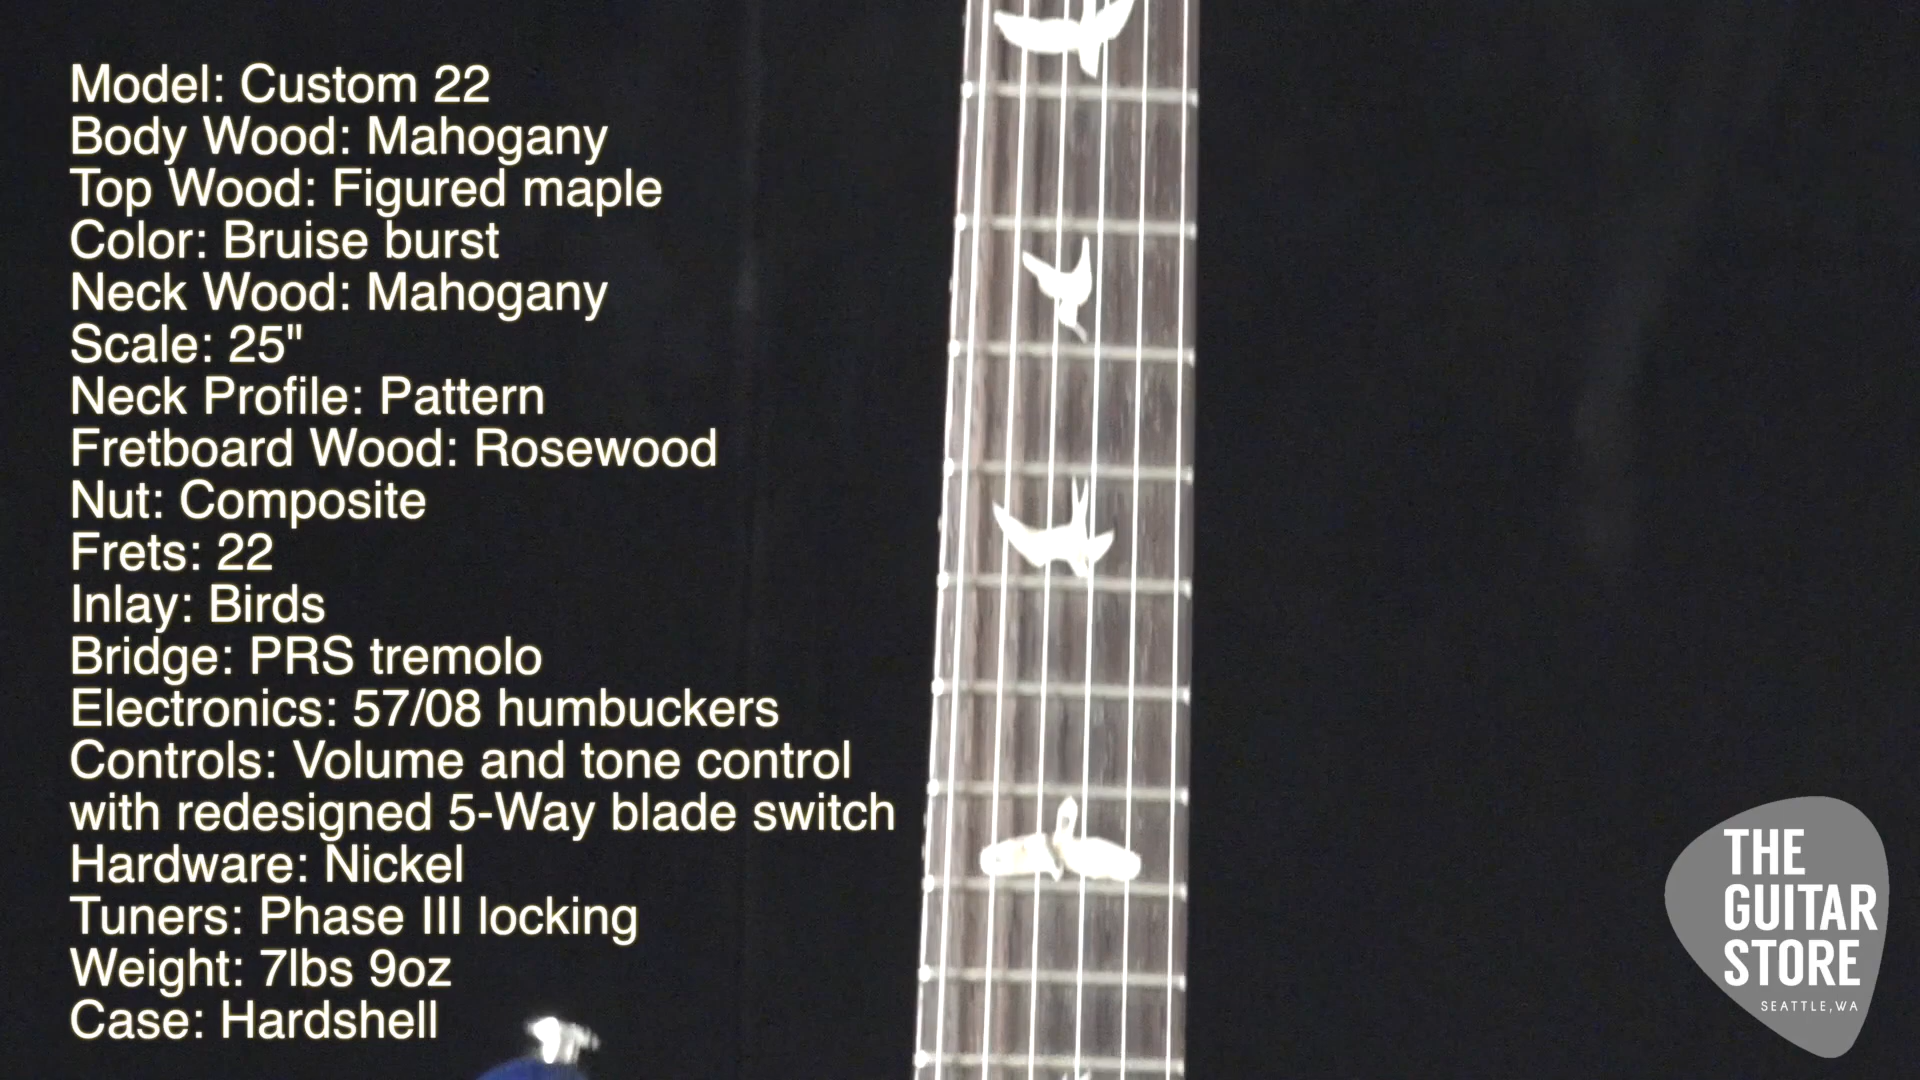 Model: Custom 22
Body Wood: Mahogany
Top Wood: Figured maple
Color: Bruise burst
Neck Wood: Mahogany
Scale: 25"
Neck Profile: Pattern
Fretboard Wood: Rosewood
Nut: Composite
Frets: 22
Inlay: Birds
Bridge: PRS tremolo
Electronics: 57/08 humbuckers
Controls: Volume and tone control
with redesigned 5-Way blade switch
Hardware: Nickel
Tuners: Phase III locking
Weight: 7lbs 9oz
Case: Hardshell
THE
GUITAR
STORE
SEATTLE,WA